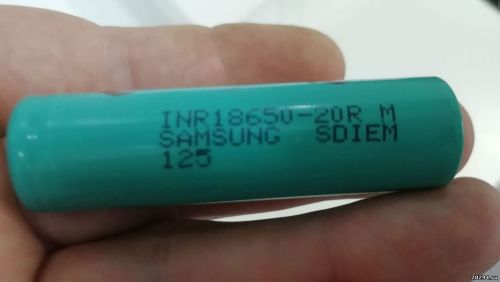 INR18650-20R M
SAMSUNG SDIEM
125